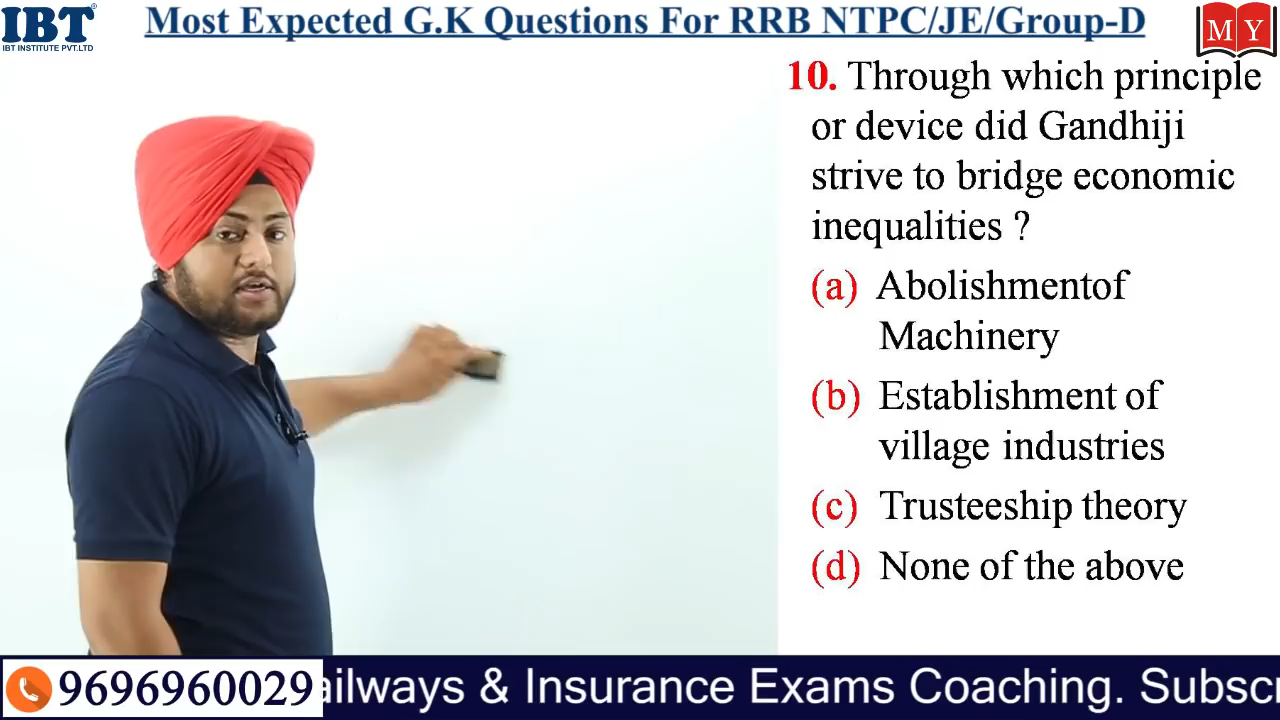 IBT
IBT INSTITUTE PVT.LTD
Most Expected G.K Questions For RRB NTPC/JE/Group-D
MY
10. Through which principle
or device did Gandhiji
strive to bridge economic
inequalities ?
(a) Abolishmentof
Machinery
(b) Establishment of
village industries
(c) Trusteeship theory
(d) None of the above
9696960029
ailways & Insurance Exams Coaching. Subscr